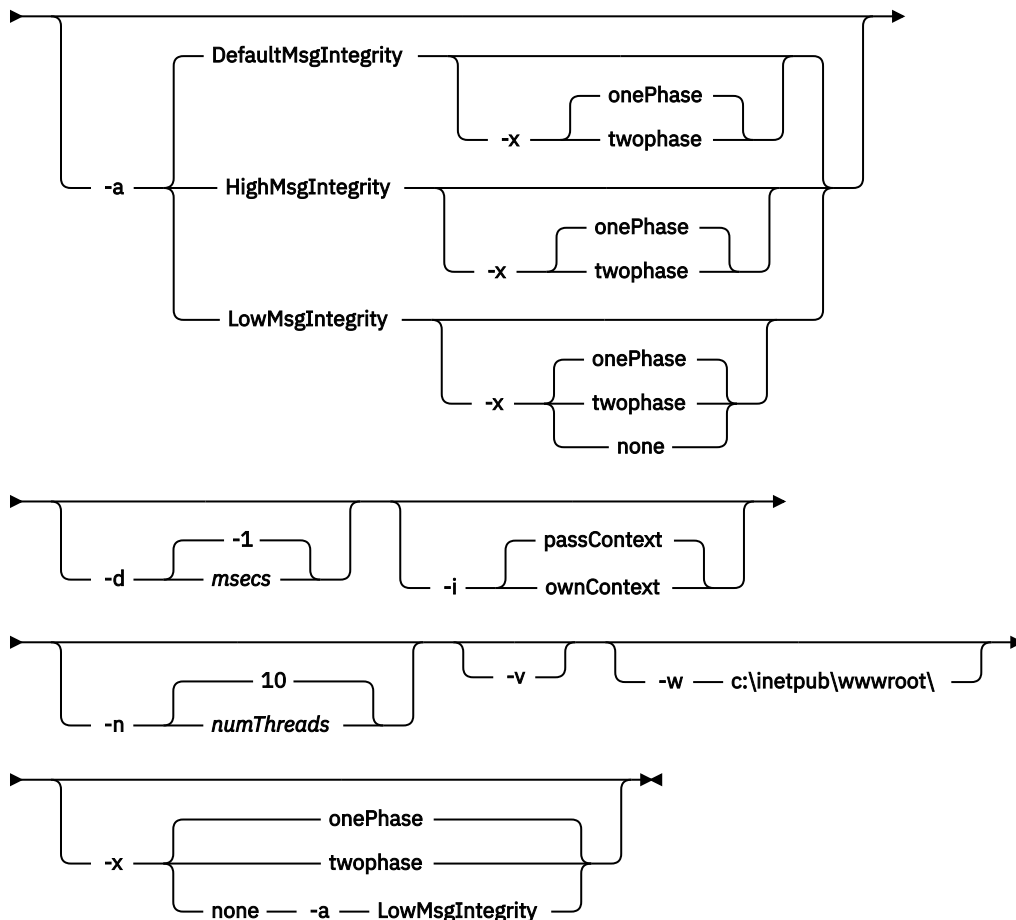 DefaultMsgIntegrity
onePhase
-x twophase
-a HighMsgIntegrity
onePhase
-x twophase
LowMsgIntegrity
onePhase
-x twophase
none
-1 passContext
-d msecs -i ownContext
10 -v -w c:\inetpub\wwwroot\
-n numThreads
onePhase
-x twophase
none -a LowMsgIntegrity